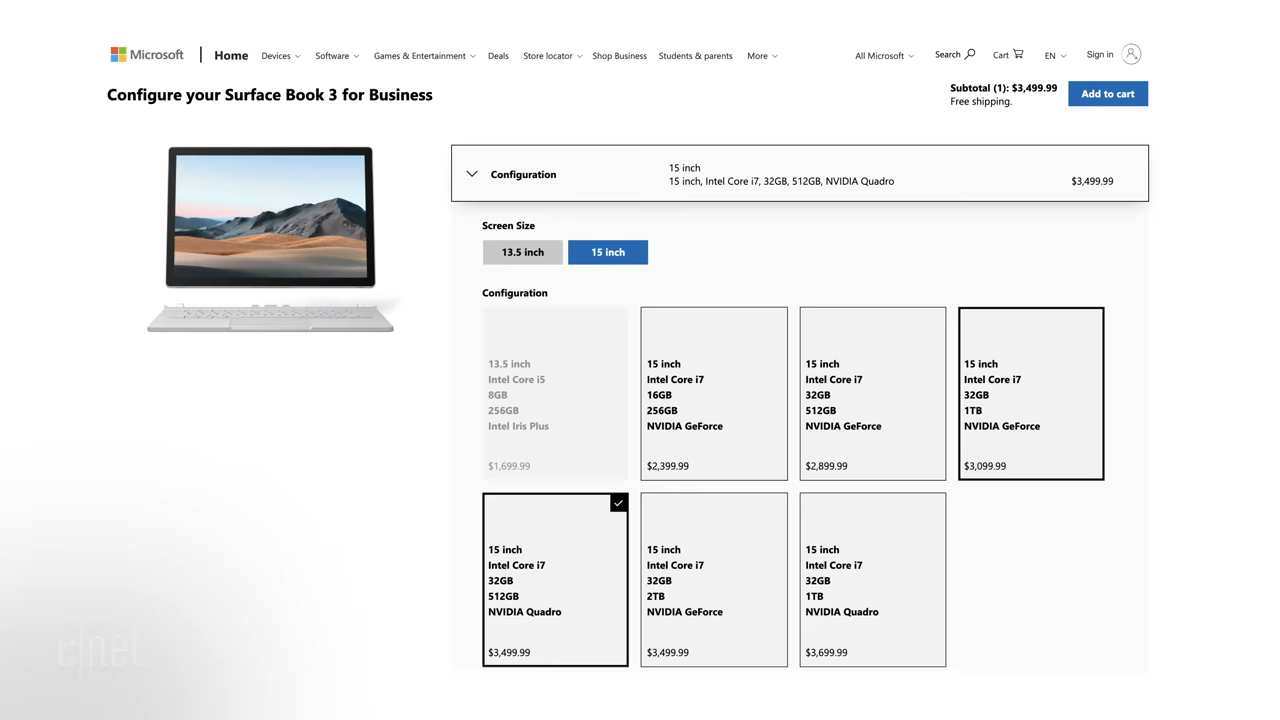 Microsoft Home Devices Software Games & Entertainment Deals Store locator Shop Business Students & parents More All Microsoft Search Cart EN Sign in
Configure your Surface Book 3 for Business
Subtotal (1): $3,499.99
Free shipping.
Add to cart
Configuration
15 inch
15 inch, Intel Core i7, 32GB, 512GB, NVIDIA Quadro
$3,499.99
Screen Size
13.5 inch
15 inch
Configuration
13.5 inch
Intel Core i5
8GB
256GB
Intel Iris Plus
$1,699.99
15 inch
Intel Core i7
16GB
256GB
NVIDIA GeForce
$2,399.99
15 inch
Intel Core i7
32GB
512GB
NVIDIA GeForce
$2,899.99
15 inch
Intel Core i7
32GB
1TB
NVIDIA GeForce
$3,099.99
15 inch
Intel Core i7
32GB
512GB
NVIDIA Quadro
$3,499.99
15 inch
Intel Core i7
32GB
2TB
NVIDIA GeForce
$3,499.99
15 inch
Intel Core i7
32GB
1TB
NVIDIA Quadro
$3,699.99
c|net